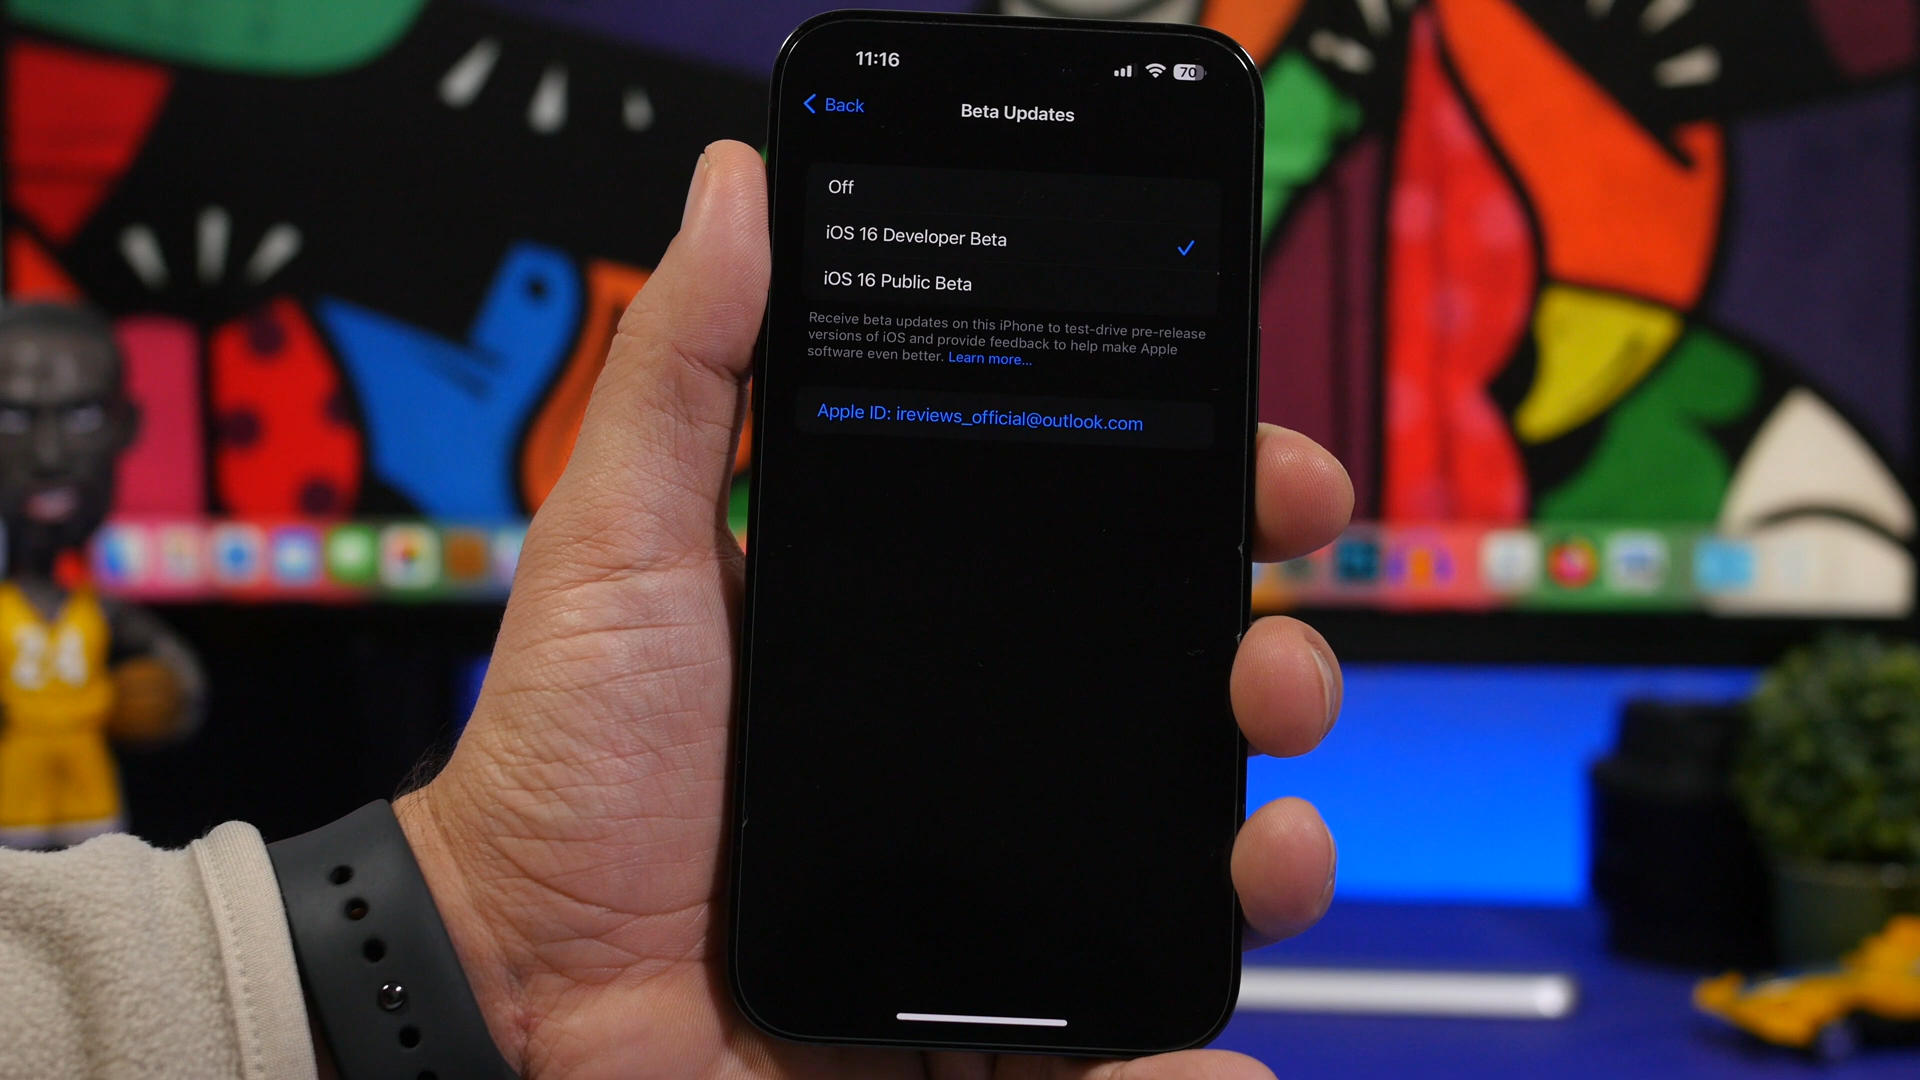 11:16
70
Back
Beta Updates
Off
iOS 16 Developer Beta
iOS 16 Public Beta
Receive beta updates on this iPhone to test-drive pre-release
versions of iOS and provide feedback to help make Apple
software even better. Learn more...
Apple ID: ireviews_official@outlook.com
24